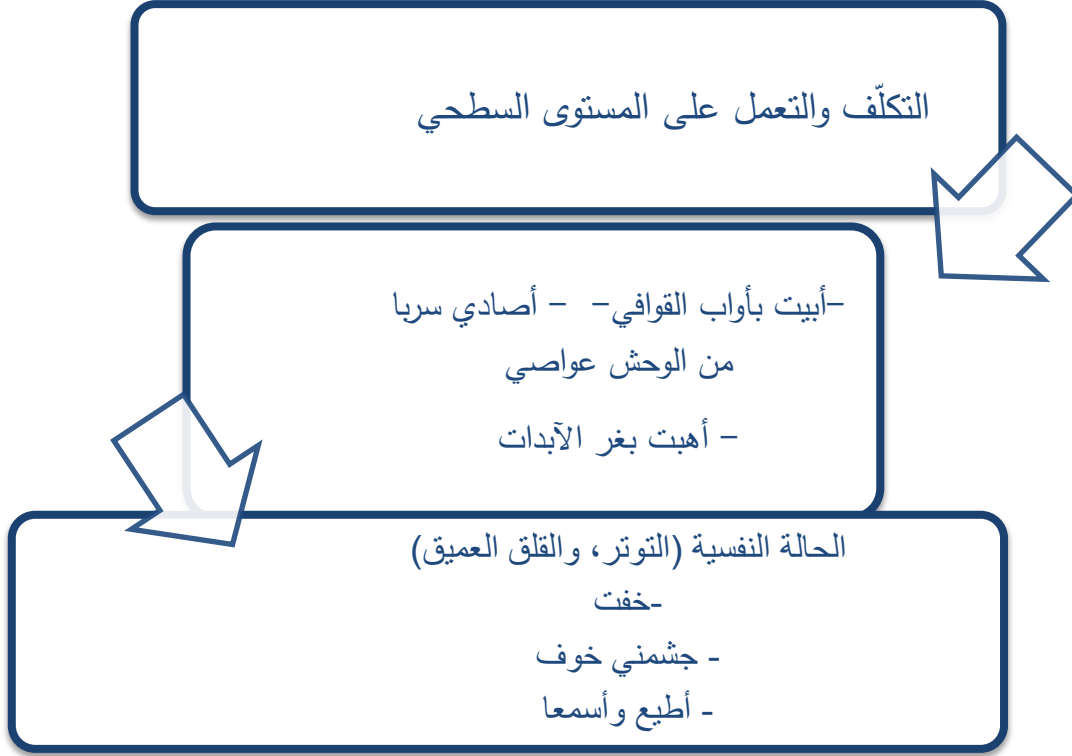 التكلّف والتعمل على المستوى السطحي
–أبيت بأواب القوافي– – أصادي سربا
من الوحش عواصي
– أهبت بغر الآبدات
الحالة النفسية (التوتر، والقلق العميق)
-خفت
- جشمني خوف
- أطيع وأسمعا